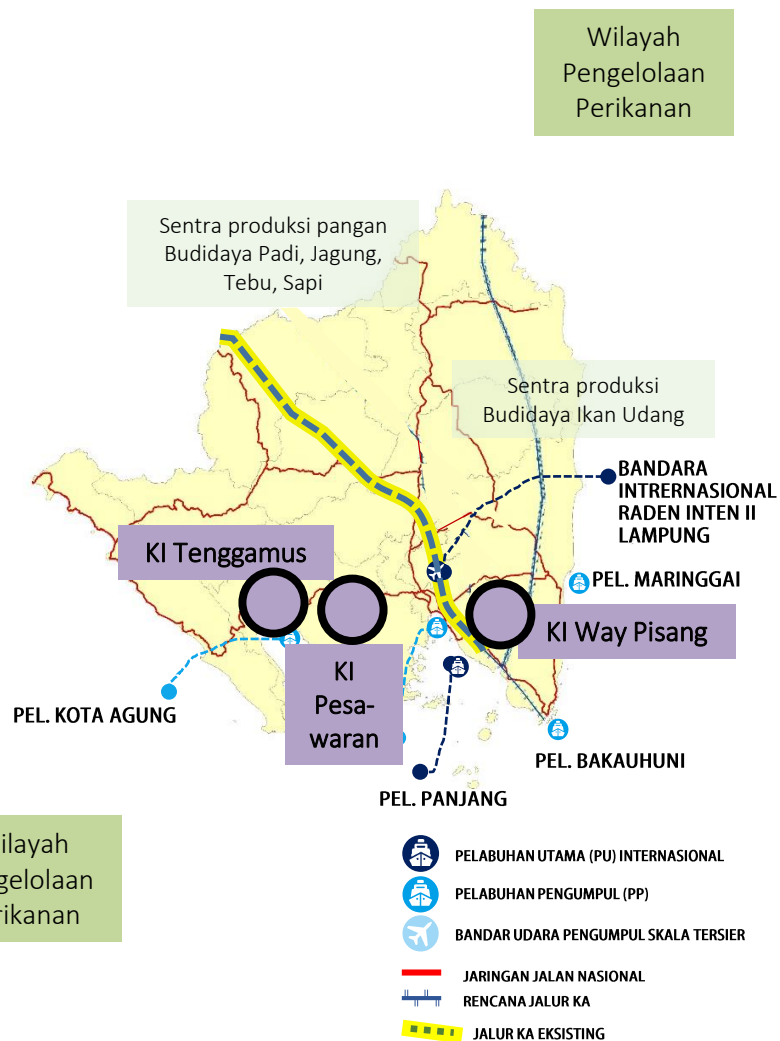 Wilayah
Pengelolaan
Perikanan
Sentra produksi pangan
Budidaya Padi, Jagung,
Tebu, Sapi
Sentra produksi
Budidaya Ikan Udang
BANDARA
INTRERNASIONAL
RADEN INTEN II
LAMPUNG
KI Tenggamus
PEL. MARINGGAI
KI Way Pisang
KI
Pesa-
waran
PEL. KOTA AGUNG
PEL. BAKAUHUNI
PEL. PANJANG
ilayah
gelolaan
rikanan
PELABUHAN UTAMA (PU) INTERNASIONAL
PELABUHAN PENGUMPUL (PP)
BANDAR UDARA PENGUMPUL SKALA TERSIER
JARINGAN JALAN NASIONAL
RENCANA JALUR KA
JALUR KA EKSISTING